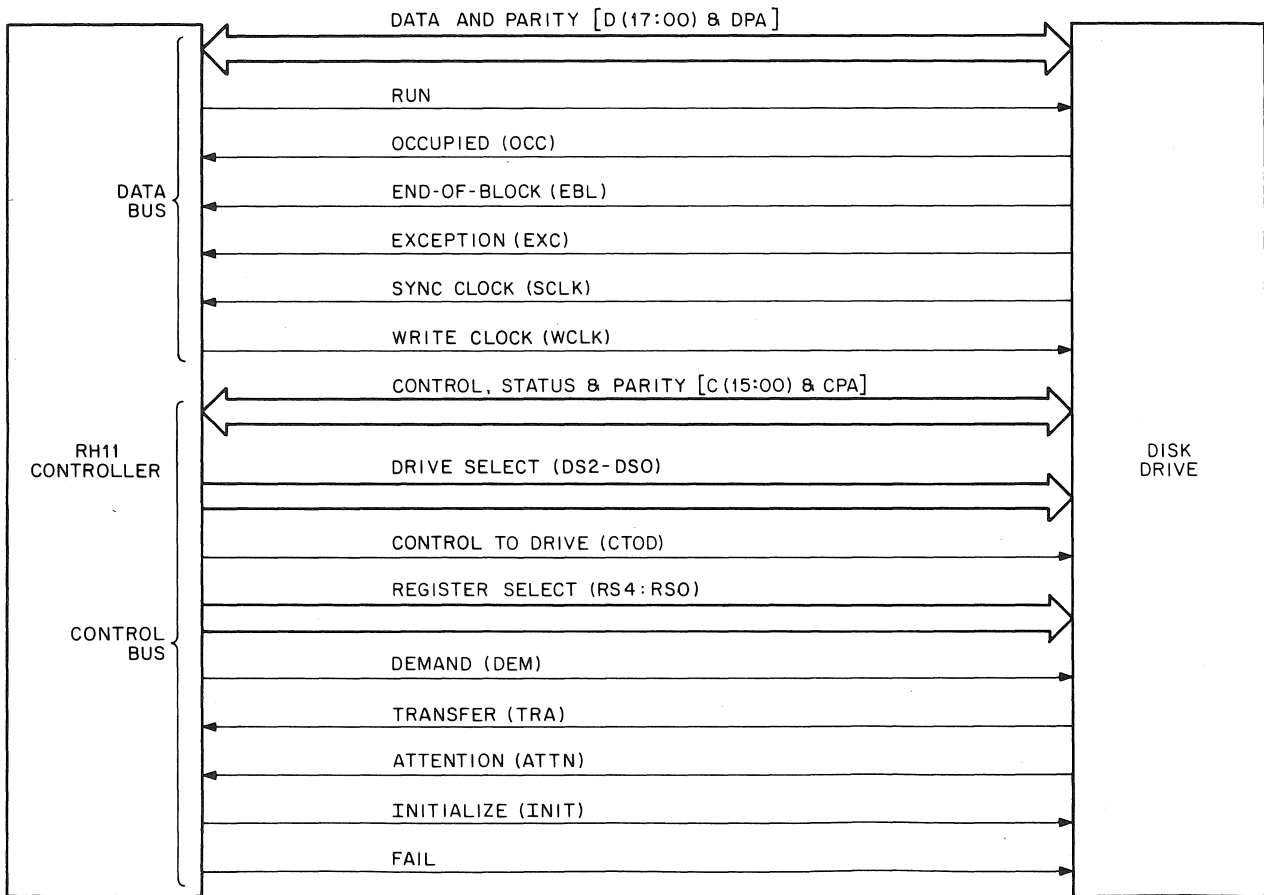 DATA AND PARITY [D(17:00) & DPA]
RUN
OCCUPIED (OCC)
DATA
BUS
END-OF-BLOCK (EBL)
EXCEPTION (EXC)
SYNC CLOCK (SCLK)
WRITE CLOCK (WCLK)
CONTROL, STATUS & PARITY [C(15:00) & CPA]
RH11
CONTROLLER
DRIVE SELECT (DS2-DS0)
DISK
DRIVE
CONTROL TO DRIVE (CTOD)
REGISTER SELECT (RS4:RS0)
CONTROL
BUS
DEMAND (DEM)
TRANSFER (TRA)
ATTENTION (ATTN)
INITIALIZE (INIT)
FAIL